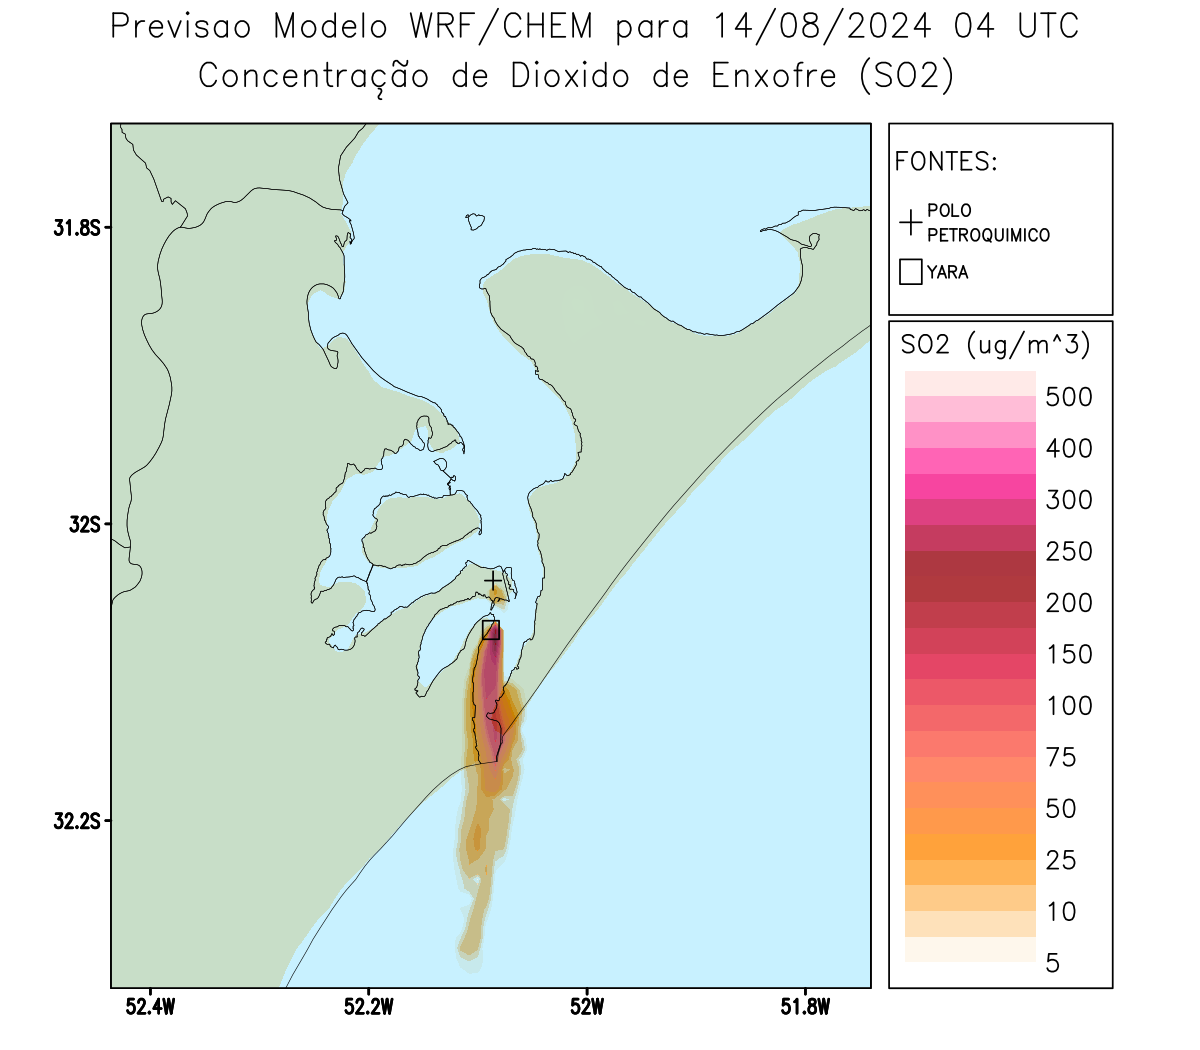 Previsao Modelo WRF/CHEM para 14/08/2024 04 UTC
Concentração de Dioxido de Enxofre (SO2)
FONTES:
POLO
PETROQUIMICO
YARA
31.8S
32S
32.2S
52.4W
52.2W
52W
51.8W
SO2 (ug/m^3)
500
400
300
250
200
150
100
75
50
25
10
5